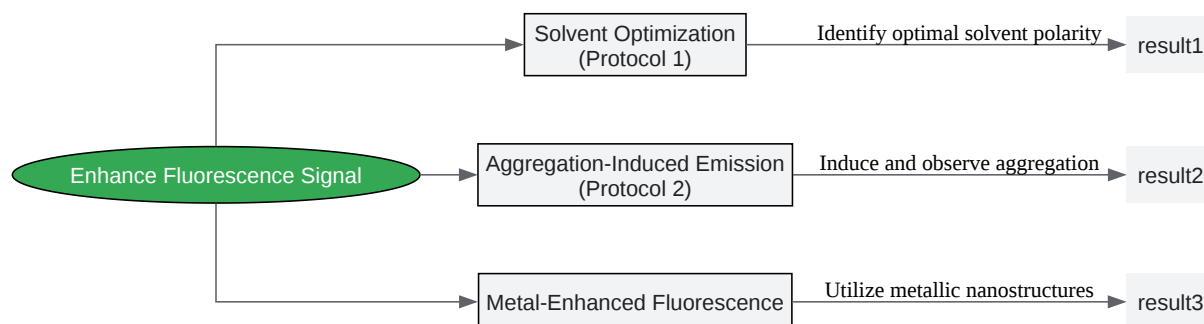 Solvent Optimization
(Protocol 1)
Identify optimal solvent polarity
result1
Enhance Fluorescence Signal
Aggregation-Induced Emission
(Protocol 2)
Induce and observe aggregation
result2
Metal-Enhanced Fluorescence
Utilize metallic nanostructures
result3